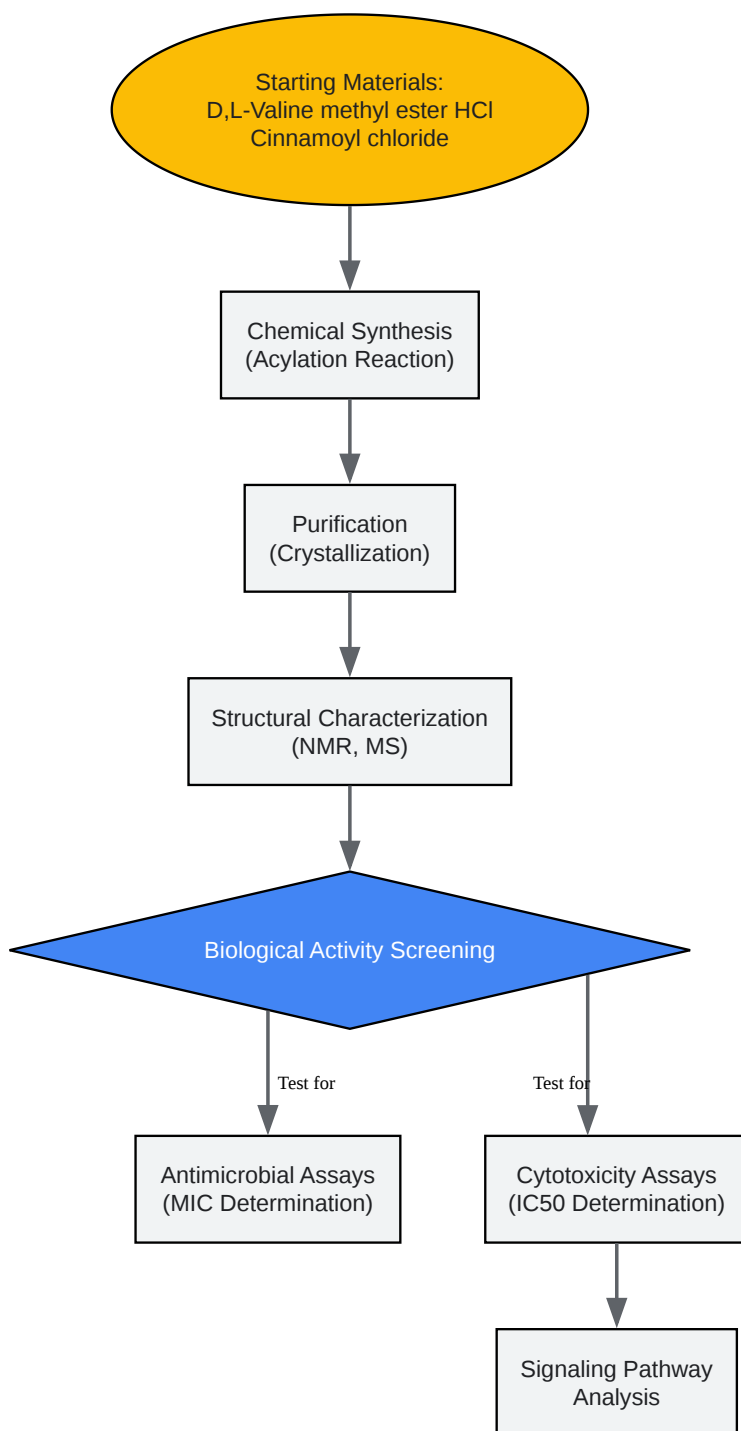 Starting Materials:
D,L-Valine methyl ester HCl
Cinnamoyl chloride
Chemical Synthesis
(Acylation Reaction)
Purification
(Crystallization)
Structural Characterization
(NMR, MS)
Biological Activity Screening
Test for
Test for
Antimicrobial Assays
(MIC Determination)
Cytotoxicity Assays
(IC50 Determination)
Signaling Pathway
Analysis